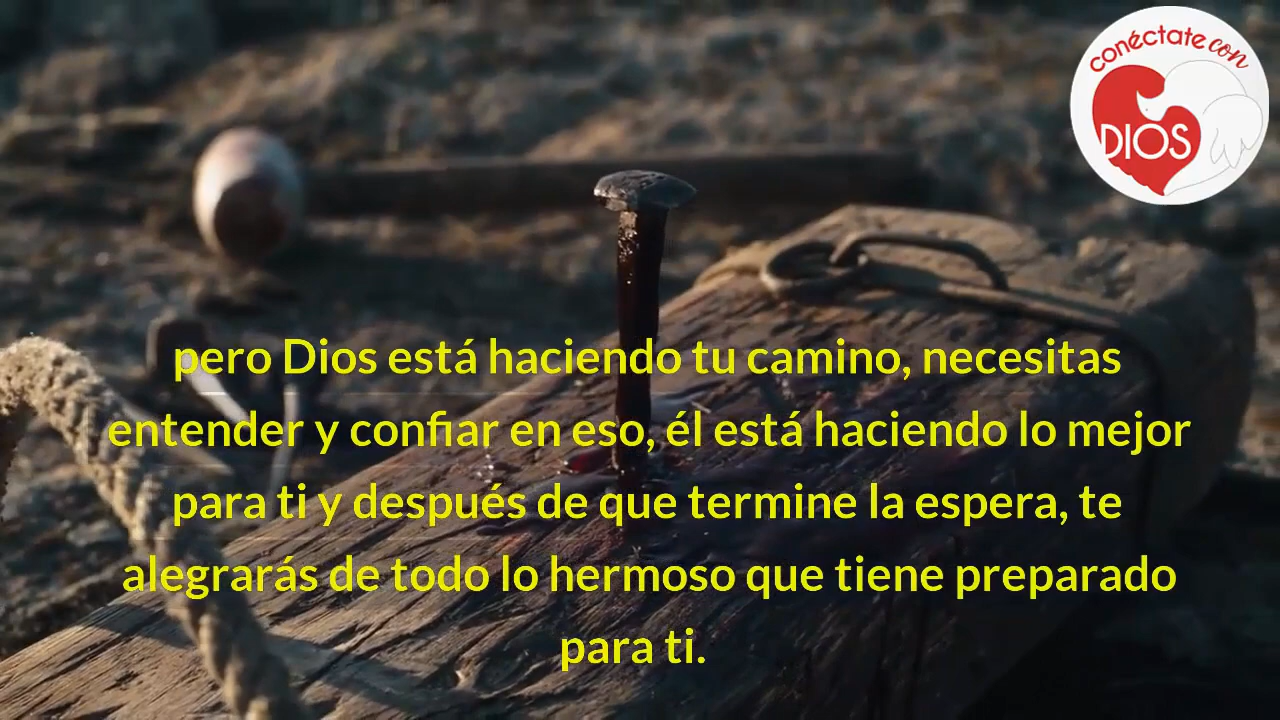 conéctate con
DIOS
pero Dios está haciendo tu camino, necesitas
entender y confiar en eso, él está haciendo lo mejor
para ti y después de que termine la espera, te
alegrarás de todo lo hermoso que tiene preparado
para ti.